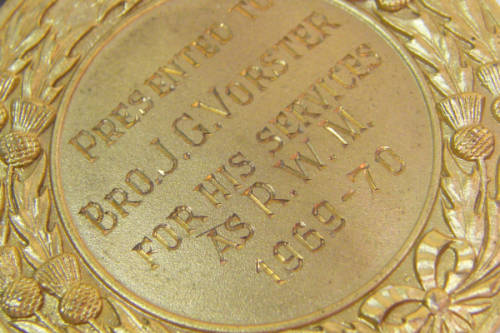 PRESENTED TO
BRO. J. G. VORSTER
FOR HIS SERVICES
AS R. W. M.
1969-70